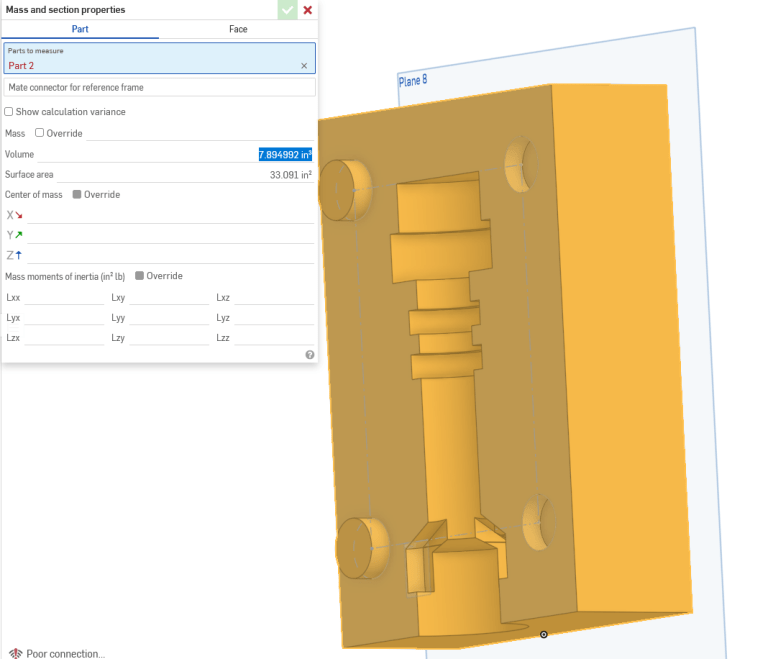 Mass and section properties
Part Face
Parts to measure
Part 2
Mate connector for reference frame
Show calculation variance
Mass Override
Volume 7.894992 in³
Surface area 33.091 in²
Center of mass Override
X
Y
Z
Mass moments of inertia (in² lb) Override
Lxx Lxy Lxz
Lyx Lyy Lyz
Lzx Lzy Lzz
Plane 8
Poor connection...